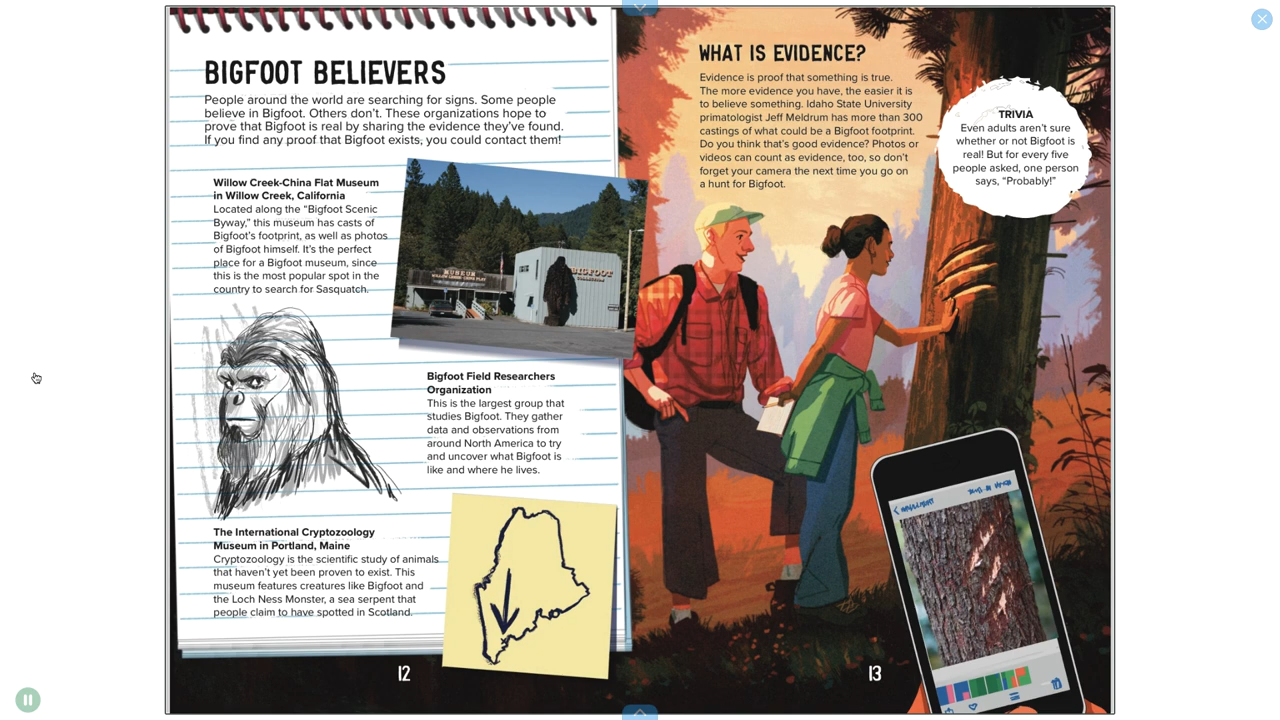 BIGFOOT BELIEVERS
People around the world are searching for signs. Some people
believe in Bigfoot. Others don't. These organizations hope to
prove that Bigfoot is real by sharing the evidence they've found.
If you find any proof that Bigfoot exists, you could contact them!
Willow Creek-China Flat Museum
in Willow Creek, California
Located along the "Bigfoot Scenic
Byway," this museum has casts of
Bigfoot's footprint, as well as photos
of Bigfoot himself. It's the perfect
place for a Bigfoot museum, since
this is the most popular spot in the
country to search for Sasquatch.
MUSEUM
WILLOW CREEK-CHINA FLAT
BIGFOOT
Bigfoot Field Researchers
Organization
This is the largest group that
studies Bigfoot. They gather
data and observations from
around North America to try
and uncover what Bigfoot is
like and where he lives.
The International Cryptozoology
Museum in Portland, Maine
Cryptozoology is the scientific study of animals
that haven't yet been proven to exist. This
museum features creatures like Bigfoot and
the Loch Ness Monster, a sea serpent that
people claim to have spotted in Scotland.
12
WHAT IS EVIDENCE?
Evidence is proof that something is true.
The more evidence you have, the easier it is
to believe something. Idaho State University
primatologist Jeff Meldrum has more than 300
castings of what could be a Bigfoot footprint.
Do you think that's good evidence? Photos or
videos can count as evidence, too, so don't
forget your camera the next time you go on
a hunt for Bigfoot.
TRIVIA
Even adults aren't sure
whether or not Bigfoot is
real! But for every five
people asked, one person
says, "Probably!"
13